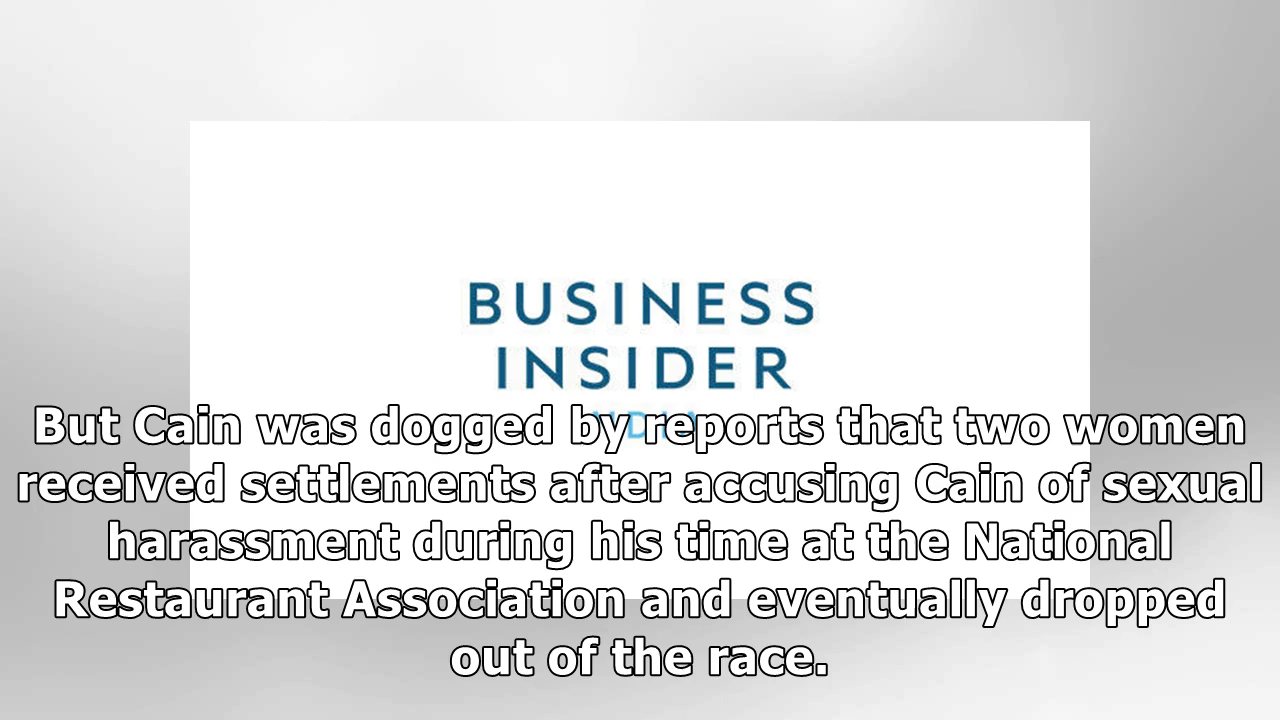 BUSINESS
INSIDER
INDIA
But Cain was dogged by reports that two women
received settlements after accusing Cain of sexual
harassment during his time at the National
Restaurant Association and eventually dropped
out of the race.